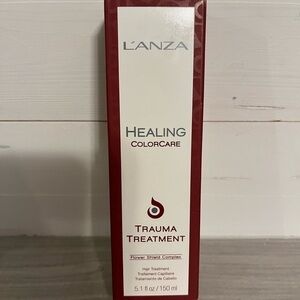 L'ANZA
HEALING
COLORCARE
TRAUMA
TREATMENT
Flower Shield Complex
Hair Treatment
Traitement Capillaire
Tratamiento de Cabello
5.1 fl oz / 150 ml